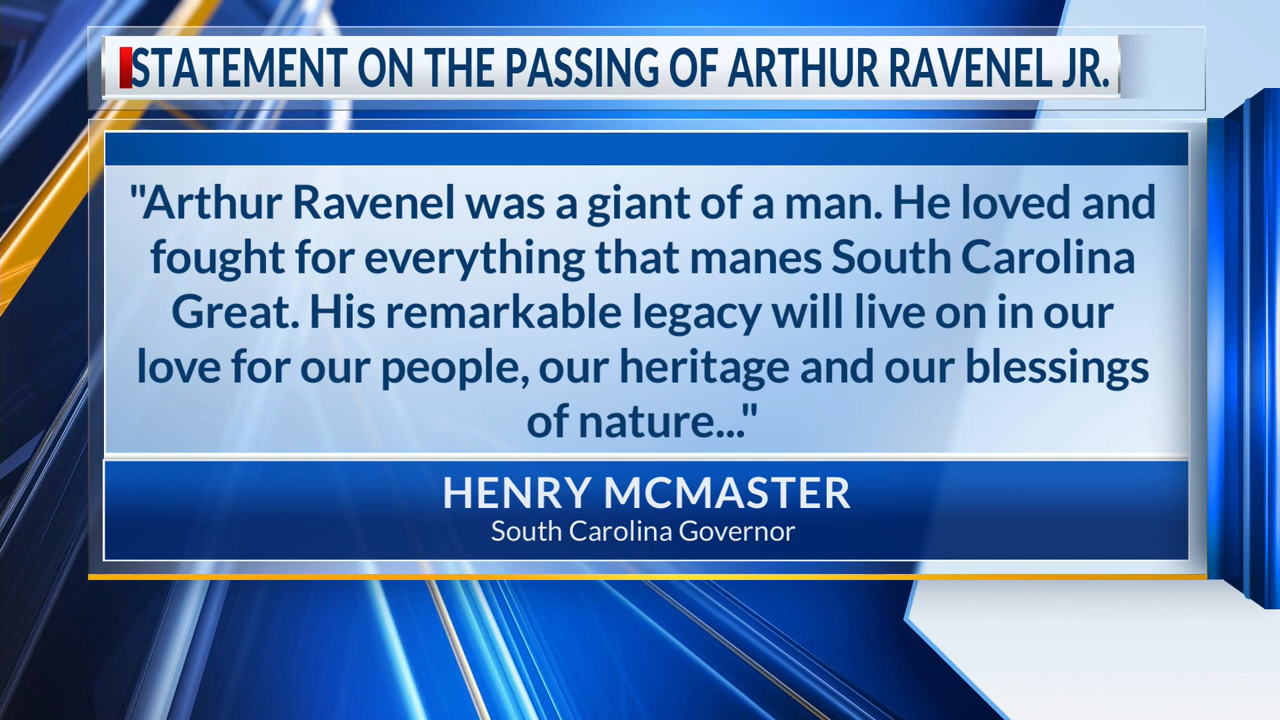 STATEMENT ON THE PASSING OF ARTHUR RAVENEL JR.
"Arthur Ravenel was a giant of a man. He loved and
fought for everything that manes South Carolina
Great. His remarkable legacy will live on in our
love for our people, our heritage and our blessings
of nature..."
HENRY MCMASTER
South Carolina Governor